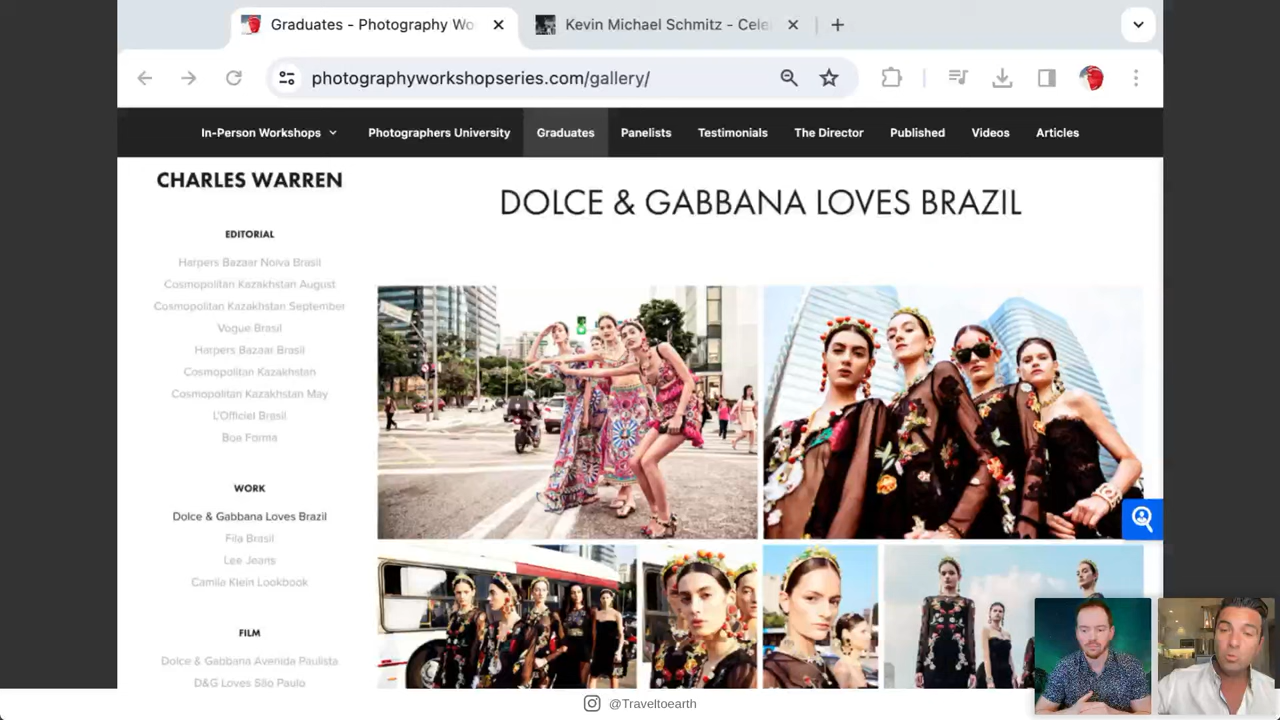 Graduates - Photography Wo
Kevin Michael Schmitz - Cele
photographyworkshopseries.com/gallery/
In-Person Workshops
Photographers University
Graduates
Panelists
Testimonials
The Director
Published
Videos
Articles
CHARLES WARREN
EDITORIAL
Harpers Bazaar Noiva Brasil
Cosmopolitan Kazakhstan August
Cosmopolitan Kazakhstan September
Vogue Brasil
Harpers Bazaar Brasil
Cosmopolitan Kazakhstan
Cosmopolitan Kazakhstan May
L'Officiel Brasil
Boa Forma
WORK
Dolce & Gabbana Loves Brazil
Fila Brasil
Lee Jeans
Camila Klein Lookbook
FILM
Dolce & Gabbana Avenida Paulista
D&G Loves São Paulo
DOLCE & GABBANA LOVES BRAZIL
@Traveltoearth